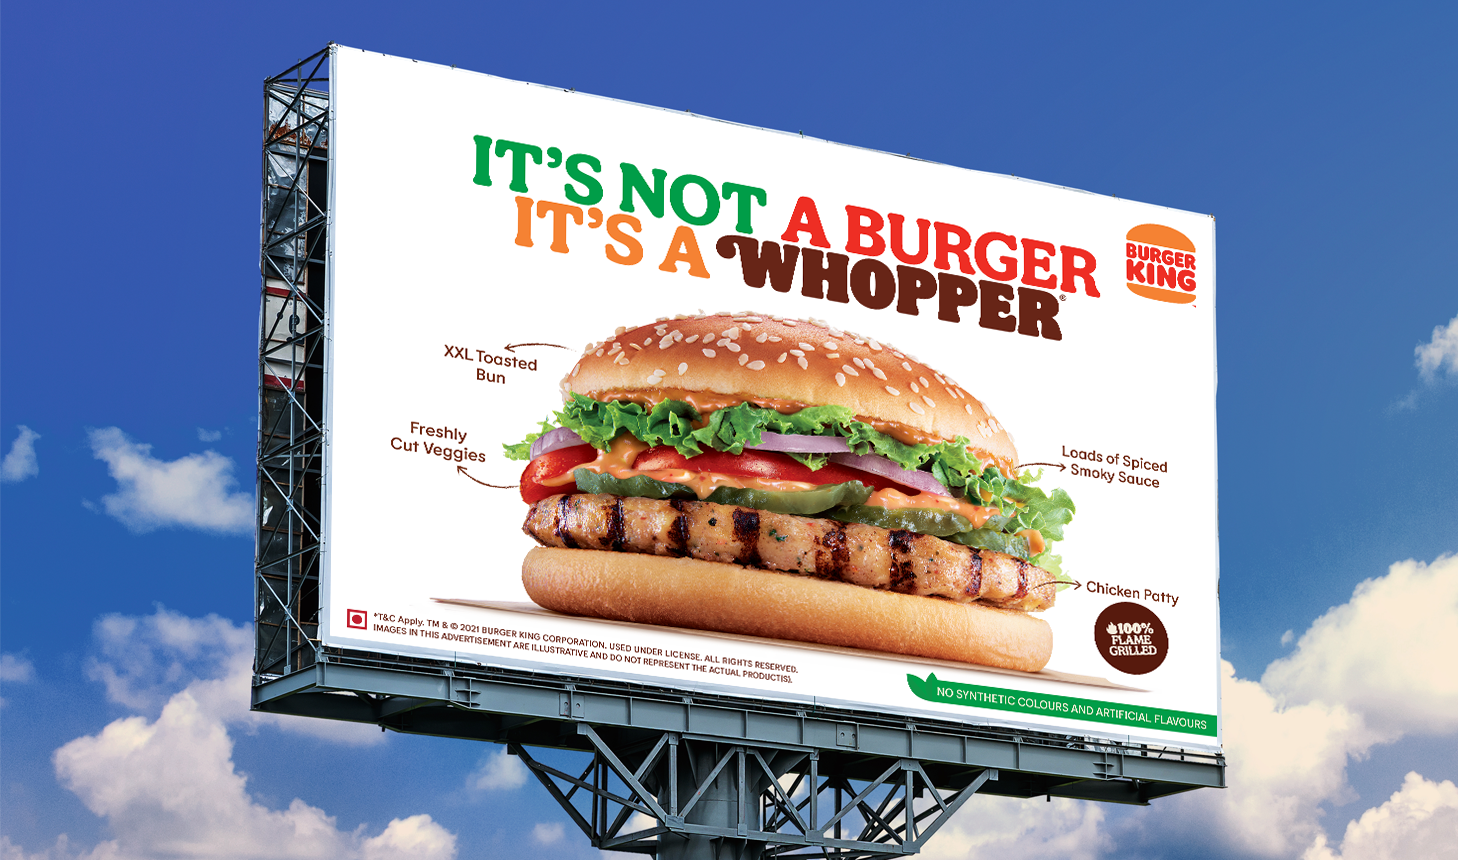 IT'S NOT A BURGER
IT'S A WHOPPER®
BURGER
KING™
XXL Toasted
Bun
Freshly
Cut Veggies
Loads of Spiced
Smoky Sauce
Chicken Patty
100%
FLAME
GRILLED
*T&C Apply. TM & © 2021 BURGER KING CORPORATION. USED UNDER LICENSE. ALL RIGHTS RESERVED.
IMAGES IN THIS ADVERTISEMENT ARE ILLUSTRATIVE AND DO NOT REPRESENT THE ACTUAL PRODUCT(S).
NO SYNTHETIC COLOURS AND ARTIFICIAL FLAVOURS